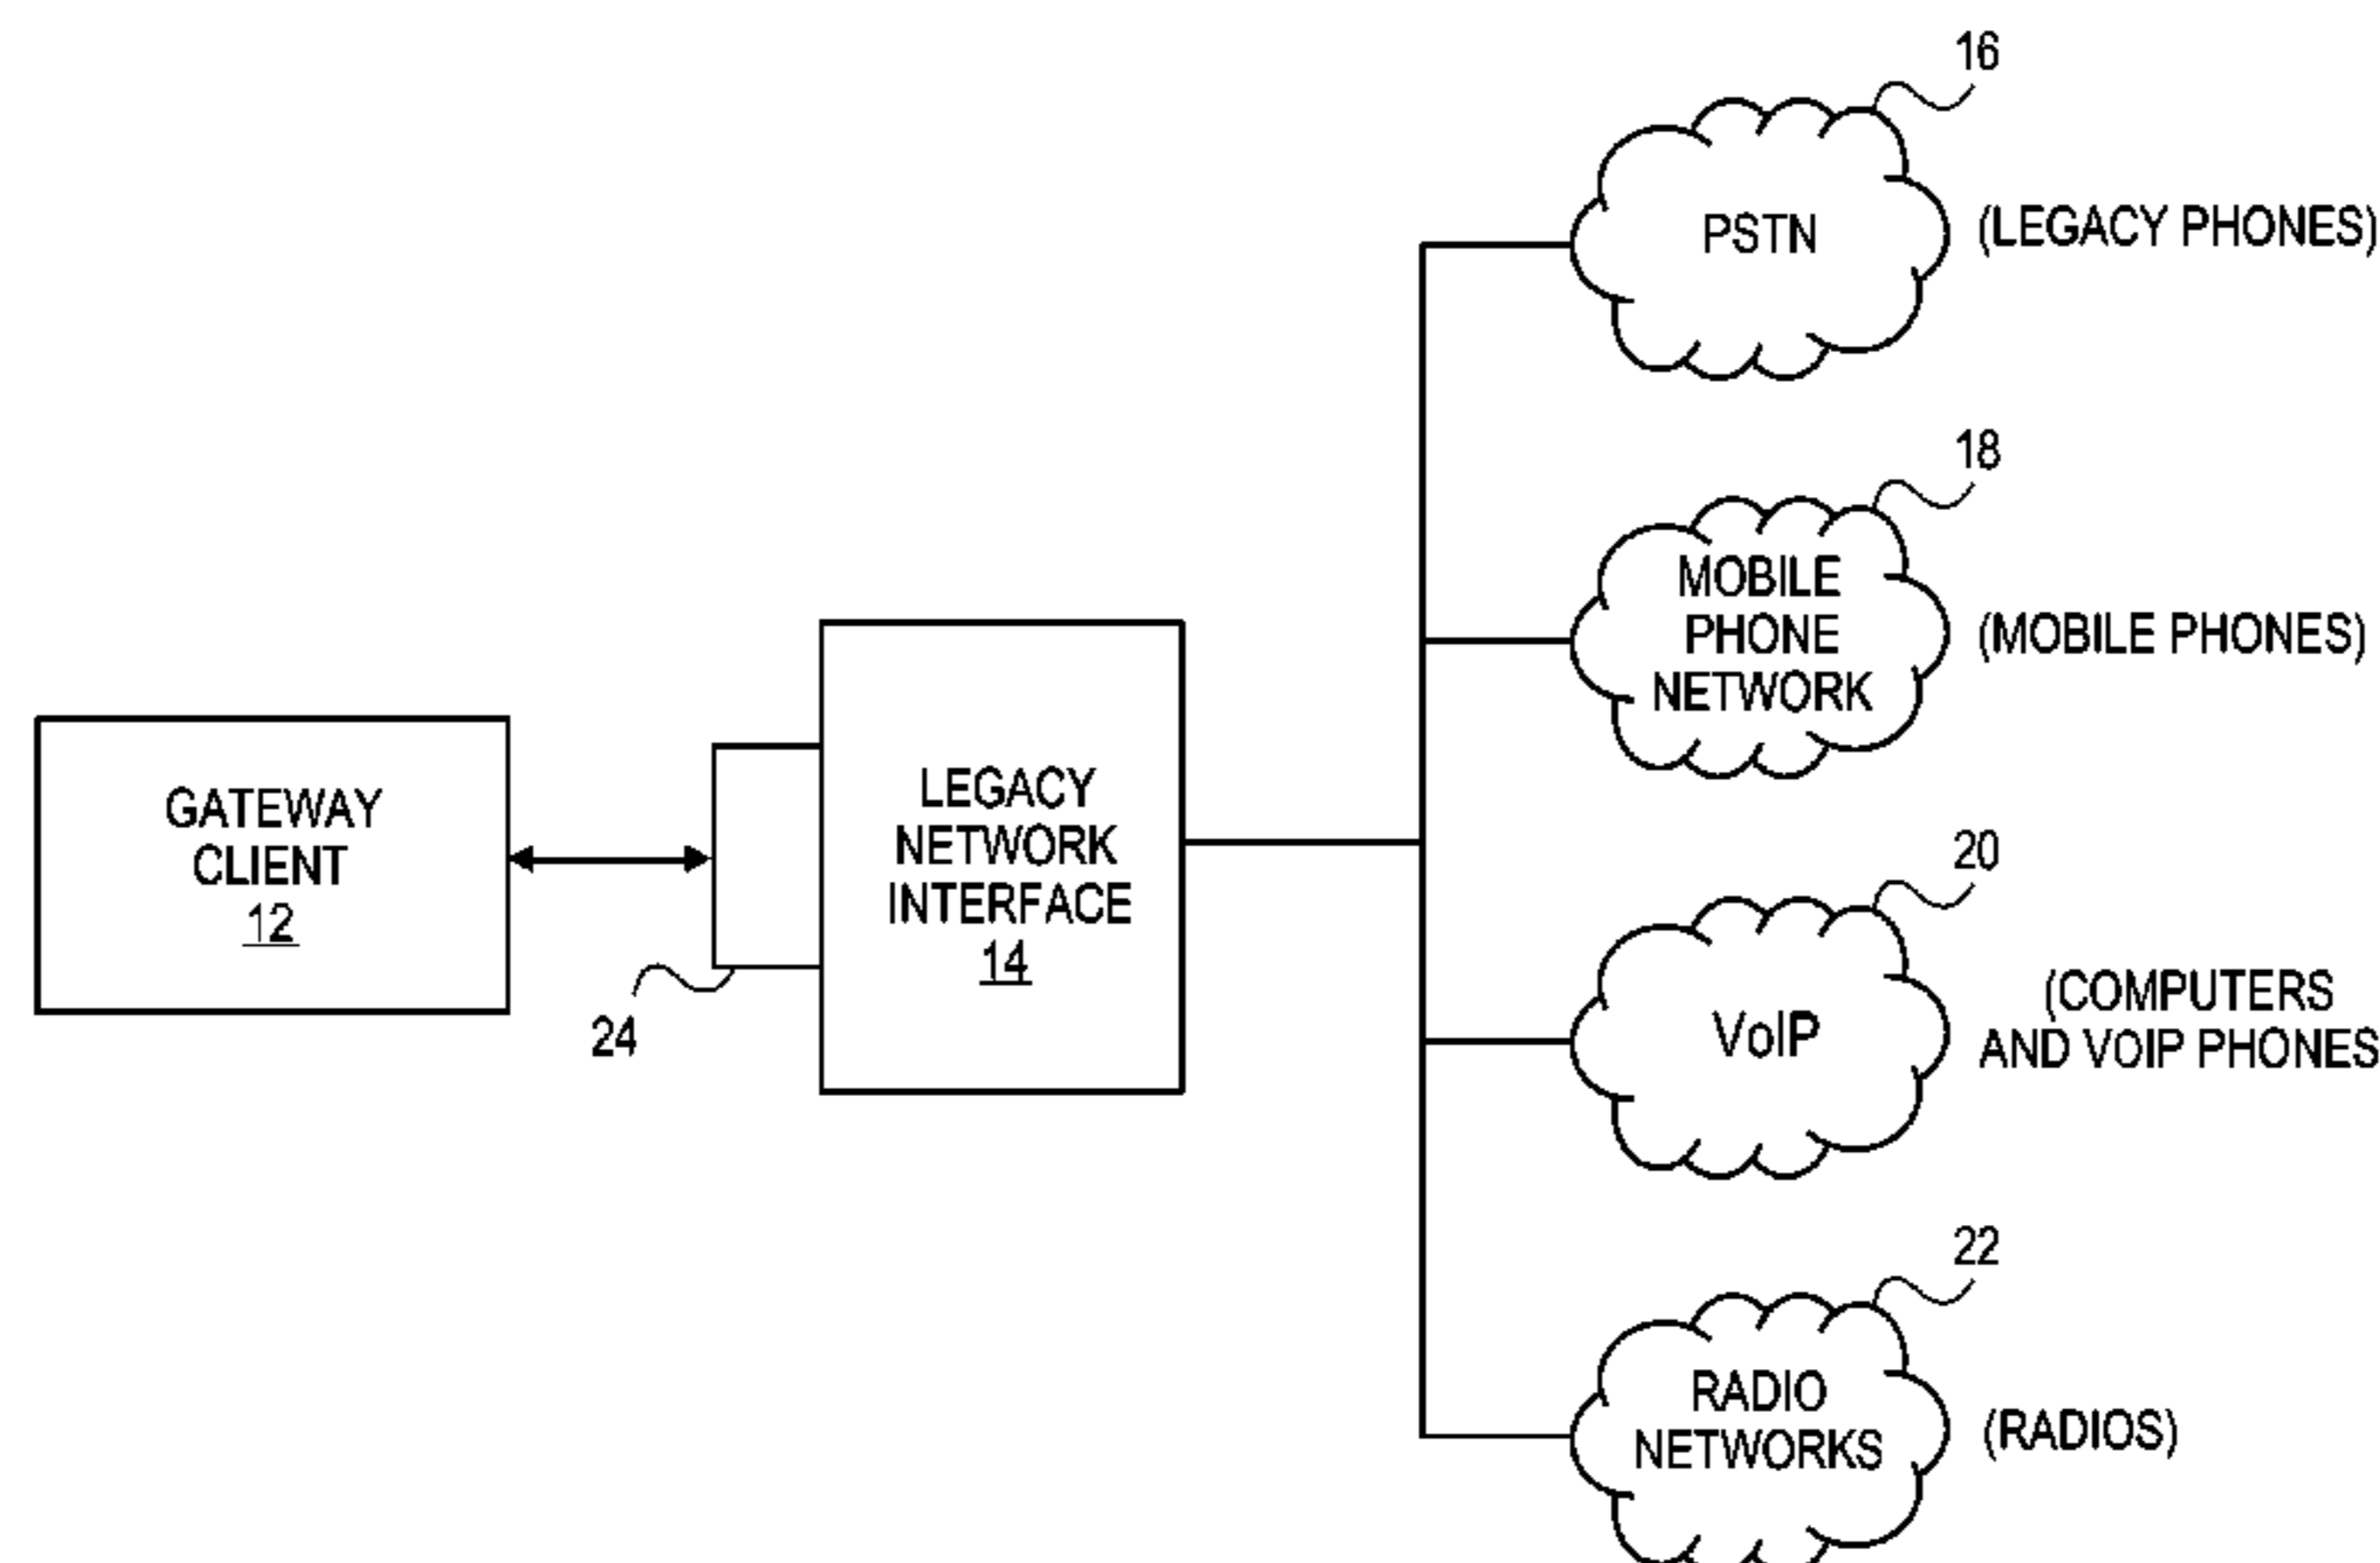 16
PSTN
(LEGACY PHONES)
18
MOBILE
PHONE
NETWORK
(MOBILE PHONES)
GATEWAY
CLIENT
12
24
LEGACY
NETWORK
INTERFACE
14
20
VoIP
(COMPUTERS
AND VOIP PHONES
22
RADIO
NETWORKS
(RADIOS)